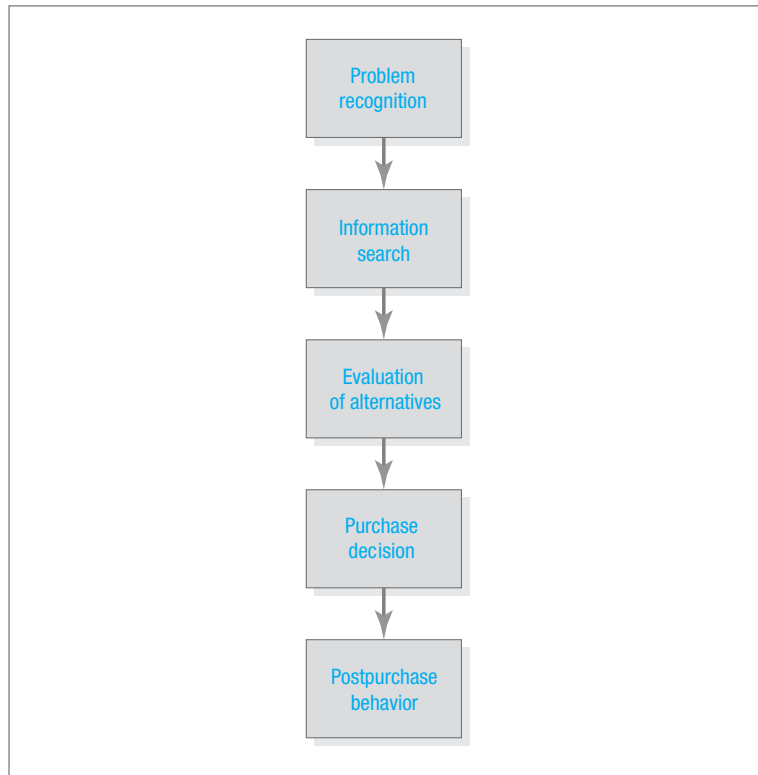 Problem
recognition
Information
search
Evaluation
of alternatives
Purchase
decision
Postpurchase
behavior